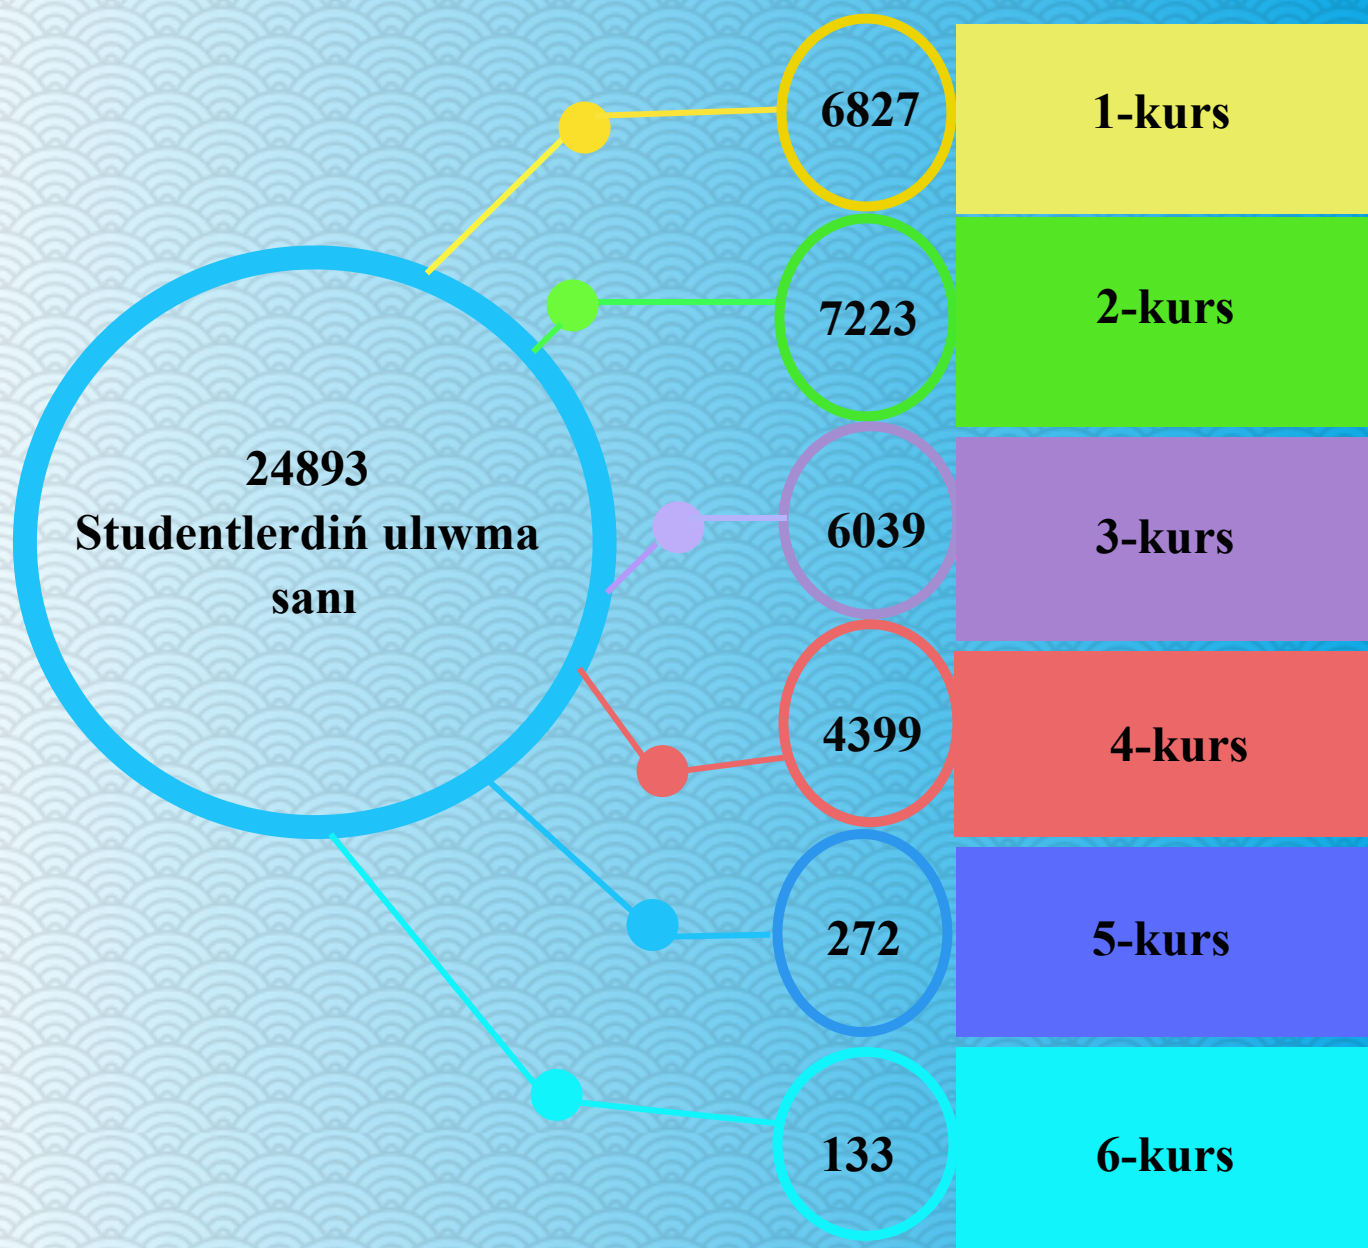 24893
Studentlerdiń ulıwma
sanı
6827
1-kurs
7223
2-kurs
6039
3-kurs
4399
4-kurs
272
5-kurs
133
6-kurs